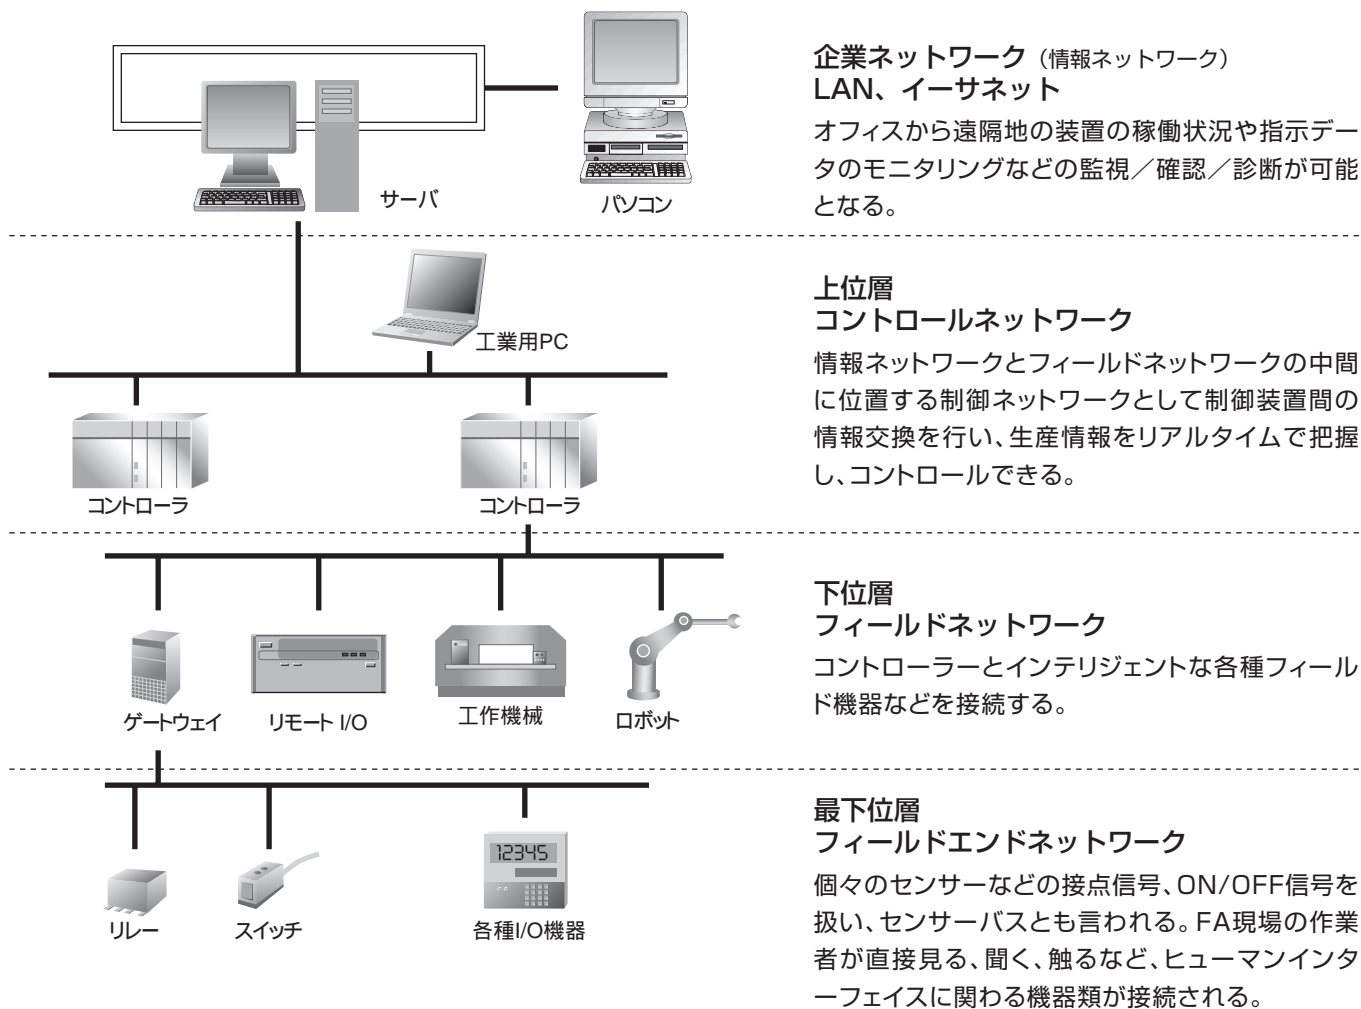 サーバ
パソコン
企業ネットワーク（情報ネットワーク）
LAN、イーサネット
オフィスから遠隔地の装置の稼働状況や指示デー
タのモニタリングなどの監視／確認／診断が可能
となる。
工業用PC
コントローラ
コントローラ
上位層
コントロールネットワーク
情報ネットワークとフィールドネットワークの中間
に位置する制御ネットワークとして制御装置間の
情報交換を行い、生産情報をリアルタイムで把握
し、コントロールできる。
ゲートウェイ
リモート I/O
工作機械
ロボット
下位層
フィールドネットワーク
コントローラーとインテリジェントな各種フィール
ド機器などを接続する。
12345
リレー
スイッチ
各種I/O機器
最下位層
フィールドエンドネットワーク
個々のセンサーなどの接点信号、ON/OFF信号を
扱い、センサーバスとも言われる。FA現場の作業
者が直接見る、聞く、触るなど、ヒューマンインタ
ーフェイスに関わる機器類が接続される。